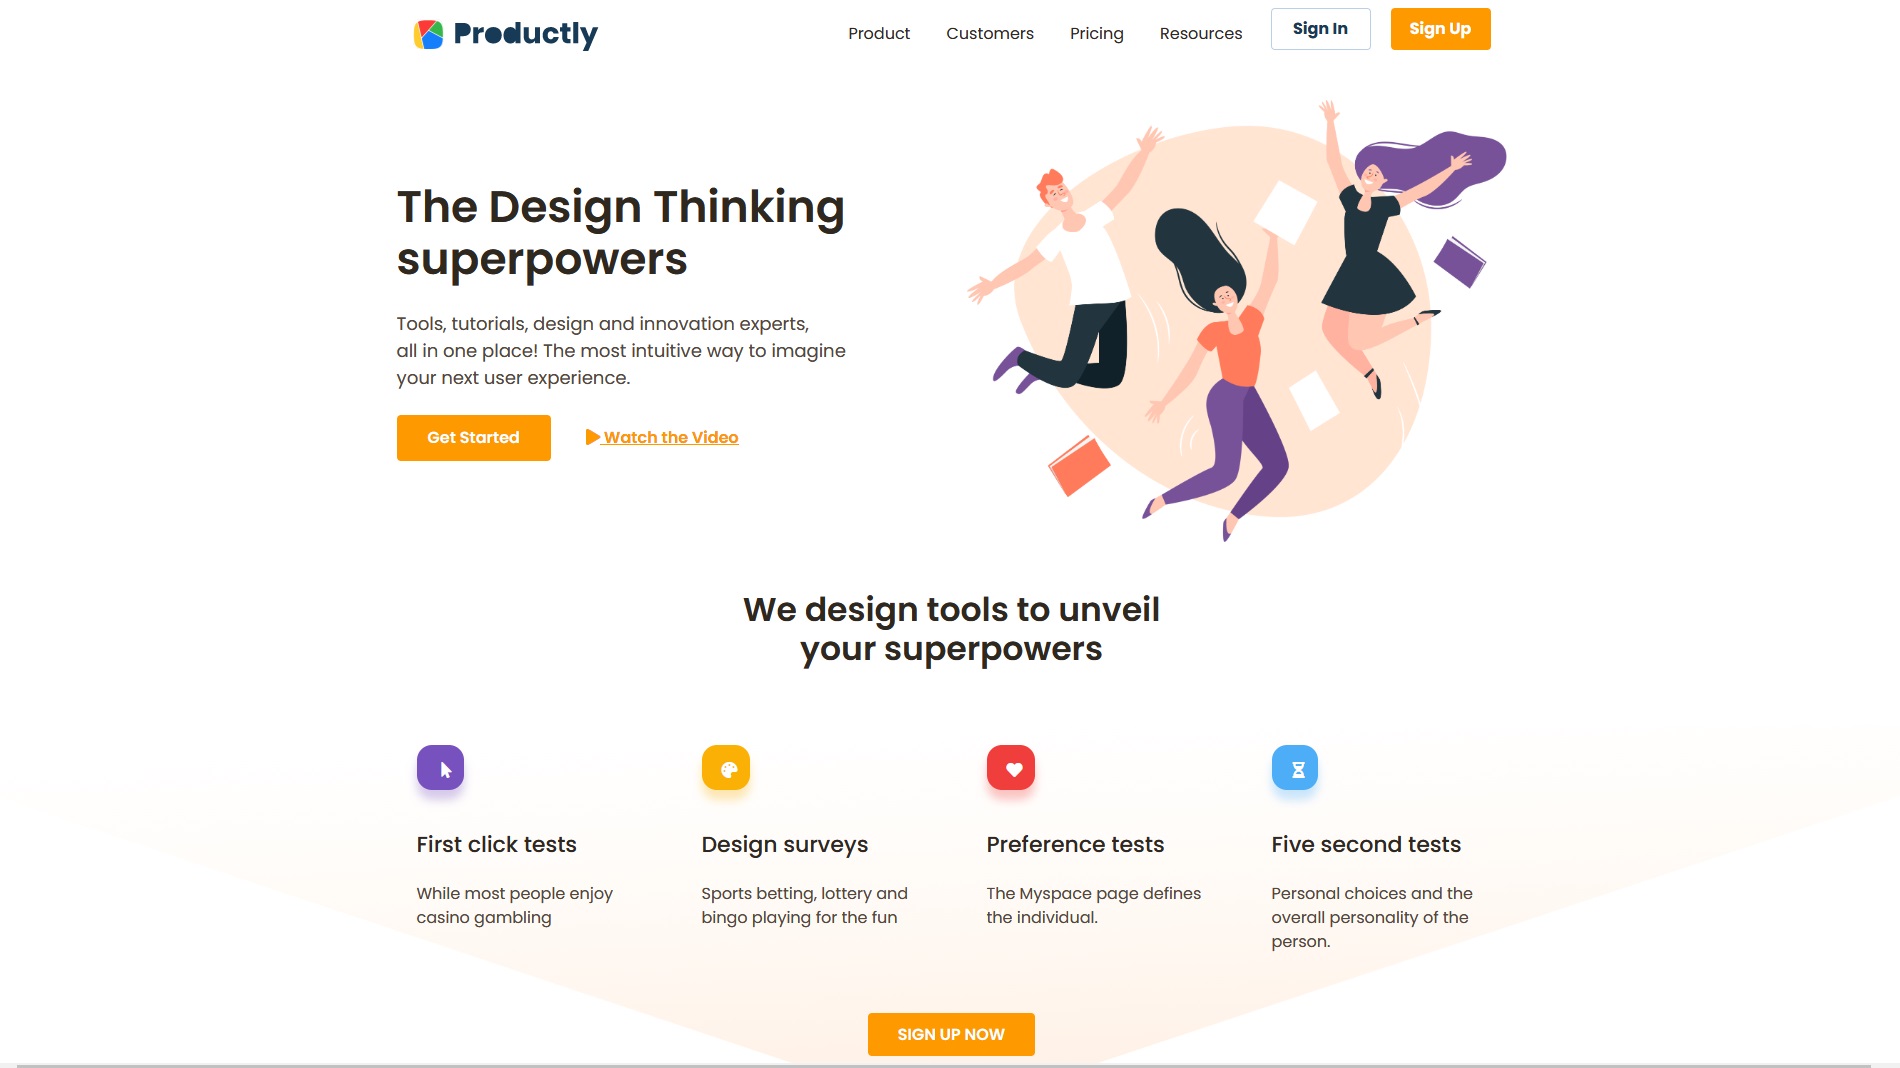 Productly
Product
Customers
Pricing
Resources
Sign In
Sign Up
The Design Thinking
superpowers
Tools, tutorials, design and innovation experts,
all in one place! The most intuitive way to imagine
your next user experience.
Get Started
Watch the Video
We design tools to unveil
your superpowers
First click tests
While most people enjoy
casino gambling
Design surveys
Sports betting, lottery and
bingo playing for the fun
Preference tests
The Myspace page defines
the individual.
Five second tests
Personal choices and the
overall personality of the
person.
SIGN UP NOW